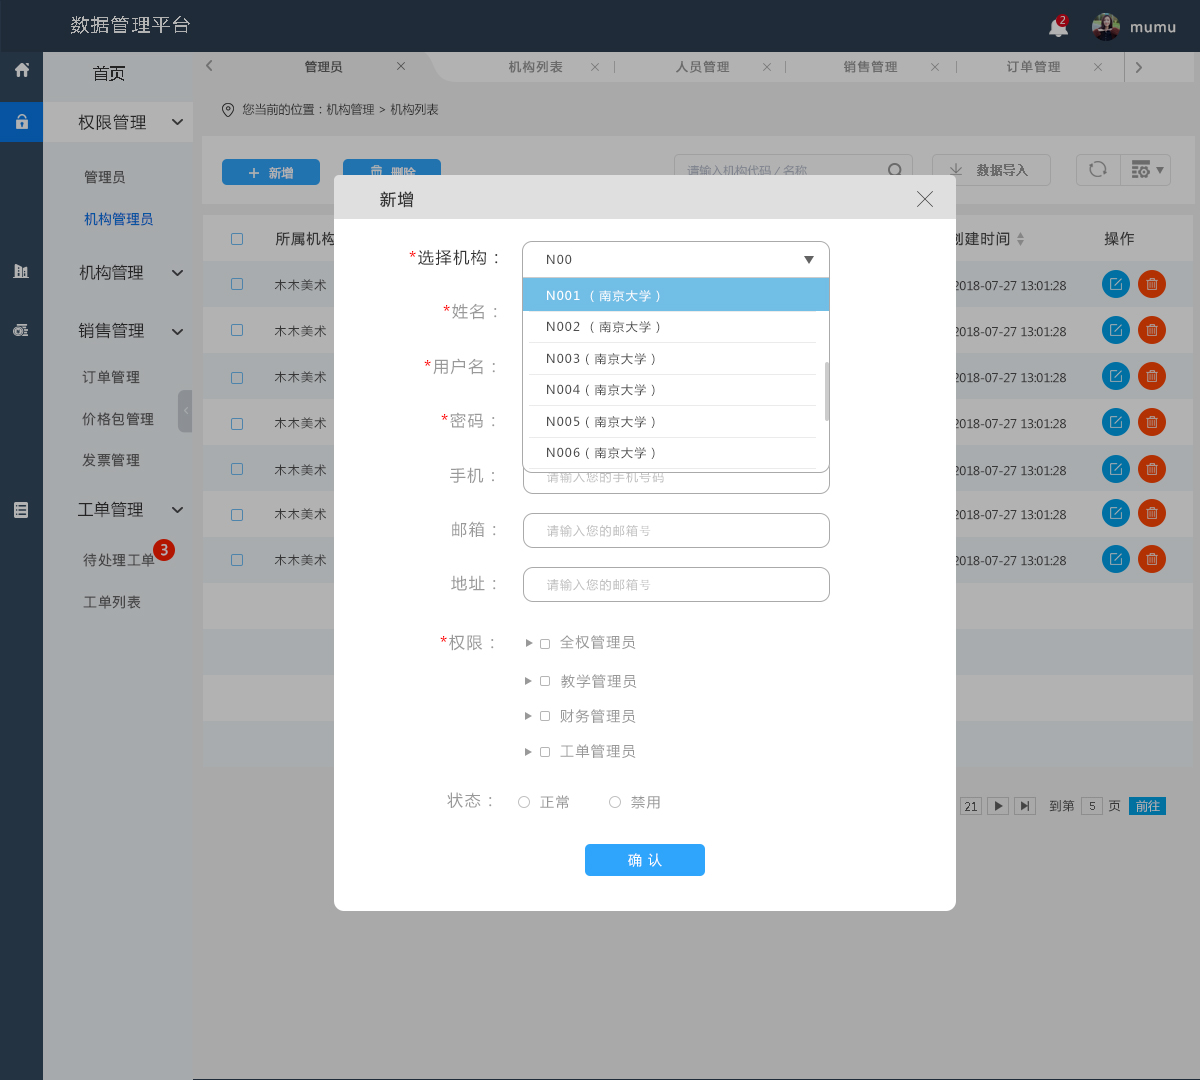 数据管理平台
2
mumu
首页
管理员
机构列表
人员管理
销售管理
订单管理
您当前的位置：机构管理 > 机构列表
权限管理
管理员
机构管理员
机构管理
销售管理
订单管理
价格包管理
发票管理
工单管理
待处理工单
3
工单列表
+ 新增
删除
请输入机构代码 / 名称
数据导入
所属机构
创建时间
操作
木木美术
2018-07-27 13:01:28
木木美术
2018-07-27 13:01:28
木木美术
2018-07-27 13:01:28
木木美术
2018-07-27 13:01:28
木木美术
2018-07-27 13:01:28
木木美术
2018-07-27 13:01:28
木木美术
2018-07-27 13:01:28
21
到第 5 页
前往
新增
*选择机构：
N00
N001 （ 南京大学 ）
N002 （ 南京大学 ）
N003 ( 南京大学 ）
N004 ( 南京大学 ）
N005 ( 南京大学 ）
N006 ( 南京大学 ）
*姓名：
*用户名：
*密码：
手机：
请输入您的手机号码
邮箱：
请输入您的邮箱号
地址：
请输入您的邮箱号
*权限：
全权管理员
教学管理员
财务管理员
工单管理员
状态：
正常
禁用
确 认